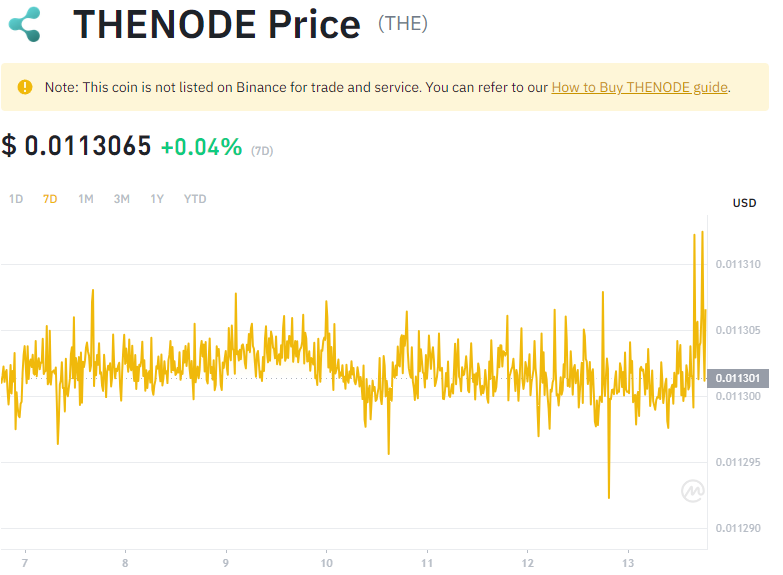 THENODE Price (THE)
Note: This coin is not listed on Binance for trade and service. You can refer to our How to Buy THENODE guide.
$ 0.0113065 +0.04% (7D)
1D 7D 1M 3M 1Y YTD
USD
0.011310
0.011305
0.011301
0.011300
0.011295
0.011290
7 8 9 10 11 12 13